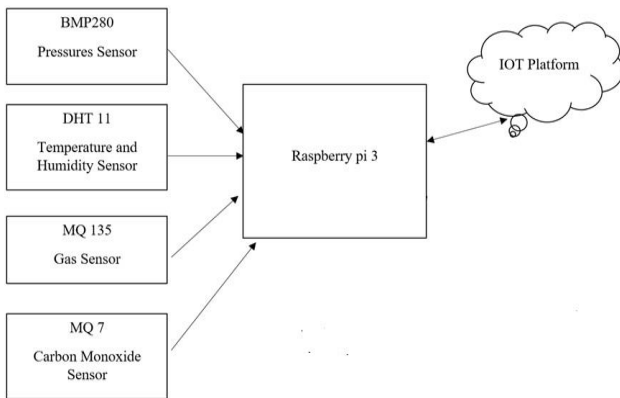 BMP280
Pressures Sensor
DHT 11
Temperature and
Humidity Sensor
MQ 135
Gas Sensor
MQ 7
Carbon Monoxide
Sensor
Raspberry pi 3
IOT Platform